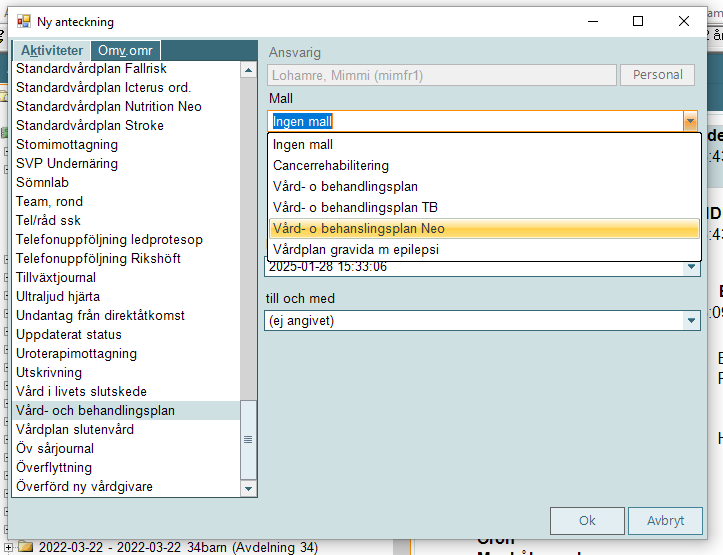 Ny anteckning
Aktiviteter
Omv.omr
Standardvårdplan Fallrisk
Standardvårdplan Icterus ord.
Standardvårdplan Nutrition Neo
Standardvårdplan Stroke
Stomimottagning
SVP Undernäring
Sömnlab
Team, rond
Tel/råd ssk
Telefonuppföljning ledprotesop
Telefonuppföljning Rikshöft
Tillväxtjournal
Ultraljud hjärta
Undantag från direktåtkomst
Uppdaterat status
Uroterapimottagning
Utskrivning
Vård i livets slutskede
Vård- och behandlingsplan
Vårdplan slutenvård
Öv sårjournal
Överflyttning
Överförd ny vårdgivare
Ansvarig
Lohamre, Mimmi (mimfr1)
Personal
Mall
Ingen mall
Ingen mall
Cancerrehabilitering
Vård- o behandlingsplan
Vård- o behandlingsplan TB
Vård- o behanslingsplan Neo
Vårdplan gravida m epilepsi
2025-01-28 15:33:06
till och med
(ej angivet)
Ok
Avbryt
2022-03-22 - 2022-03-22 34barn (Avdelning 34)